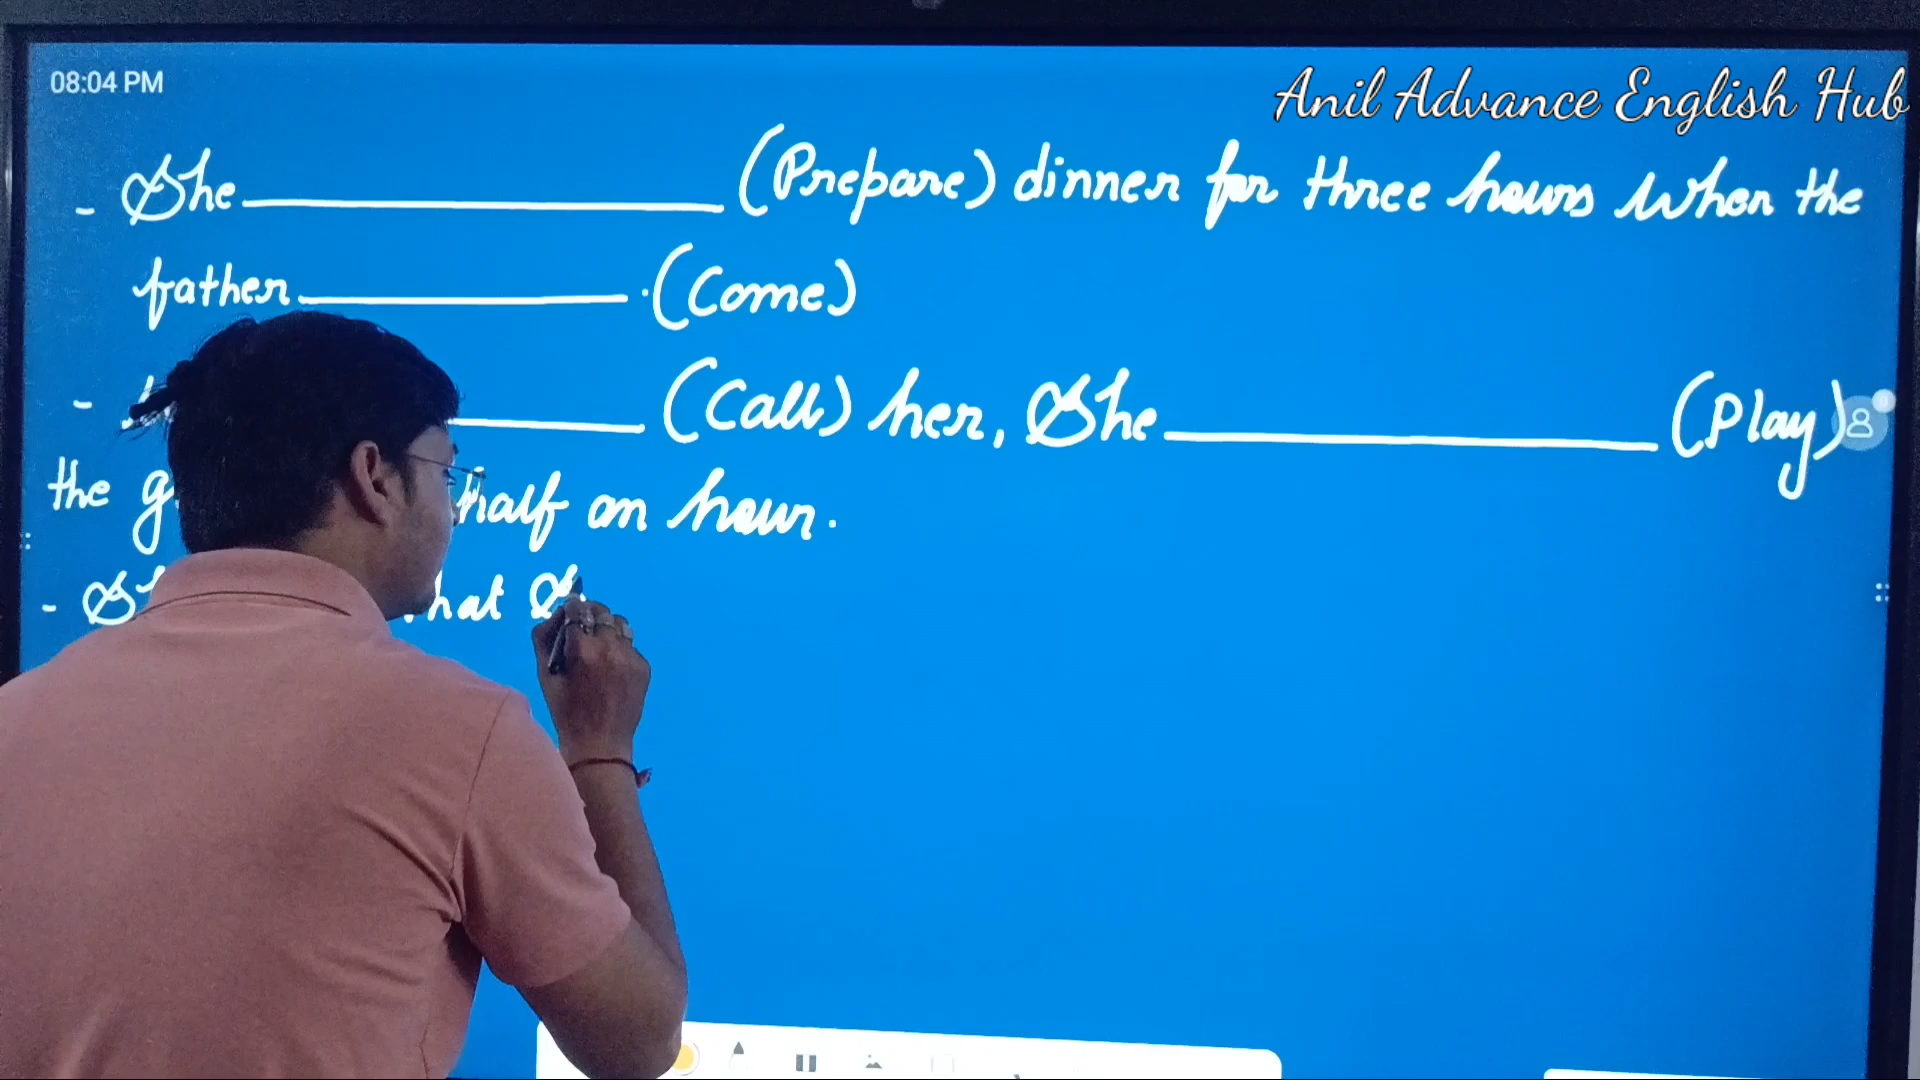 08:04 PM
Anil Advance English Hub
- She ____________ (Prepare) dinner for three hours when the
father ____________ . (Come)
- ____________ (Call) her, She ____________ (Play)
the half an hour.
- that